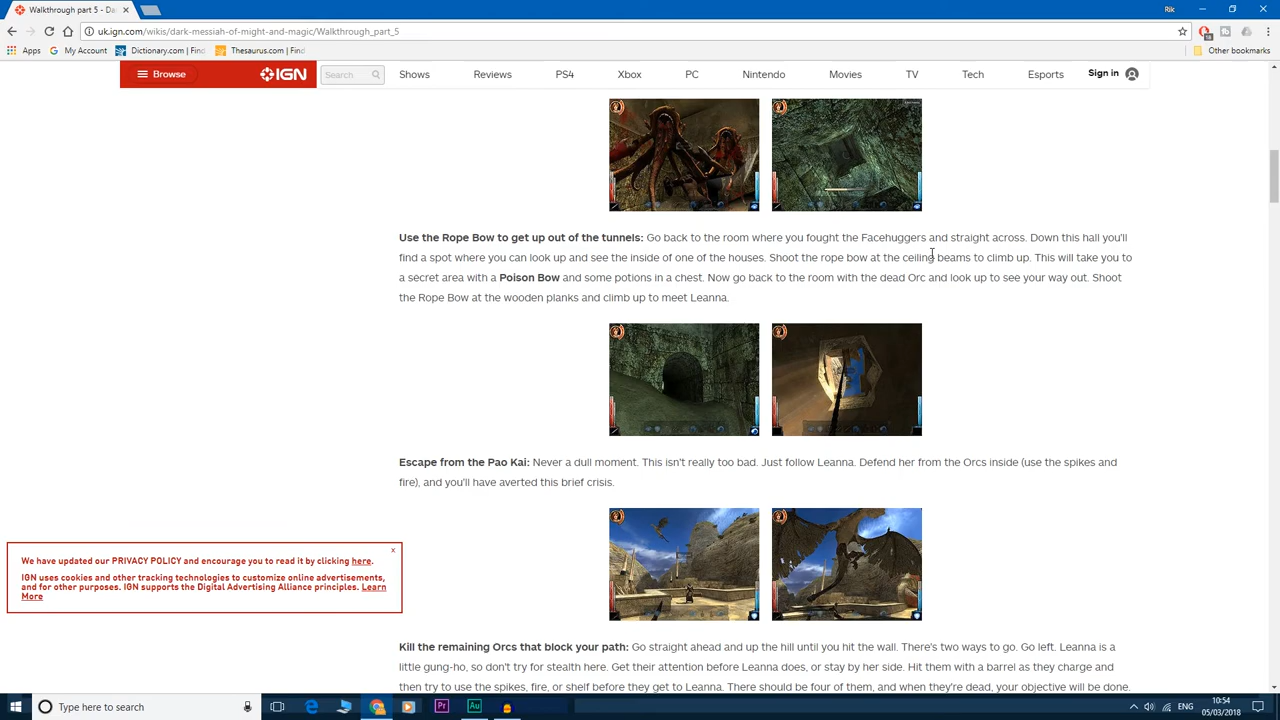 Walkthrough part 5 - Da
Rik
uk.ign.com/wikis/dark-messiah-of-might-and-magic/Walkthrough_part_5
Apps My Account Dictionary.com | Find Thesaurus.com | Find Other bookmarks
Browse IGN Search Shows Reviews PS4 Xbox PC Nintendo Movies TV Tech Esports Sign in
Use the Rope Bow to get up out of the tunnels: Go back to the room where you fought the Facehuggers and straight across. Down this hall you'll
find a spot where you can look up and see the inside of one of the houses. Shoot the rope bow at the ceiling beams to climb up. This will take you to
a secret area with a Poison Bow and some potions in a chest. Now go back to the room with the dead Orc and look up to see your way out. Shoot
the Rope Bow at the wooden planks and climb up to meet Leanna.
Escape from the Pao Kai: Never a dull moment. This isn't really too bad. Just follow Leanna. Defend her from the Orcs inside (use the spikes and
fire), and you'll have averted this brief crisis.
x
We have updated our PRIVACY POLICY and encourage you to read it by clicking here.
IGN uses cookies and other tracking technologies to customize online advertisements,
and for other purposes. IGN supports the Digital Advertising Alliance principles. Learn
More
Kill the remaining Orcs that block your path: Go straight ahead and up the hill until you hit the wall. There's two ways to go. Go left. Leanna is a
little gung-ho, so don't try for stealth here. Get their attention before Leanna does, or stay by her side. Hit them with a barrel as they charge and
then try to use the spikes, fire, or shelf before they get to Leanna. There should be four of them, and when they're dead, your objective will be done.
Type here to search
Pr
Au
ENG
10:54
05/03/2018